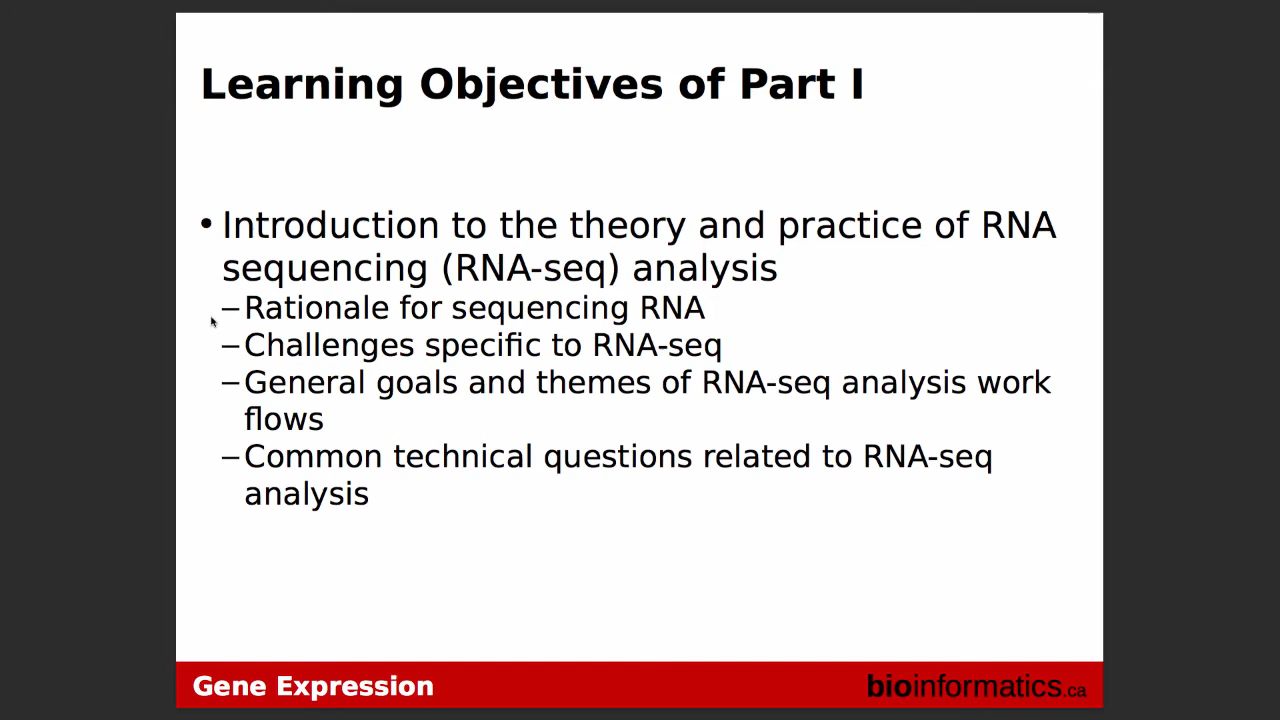 Learning Objectives of Part I
• Introduction to the theory and practice of RNA
sequencing (RNA-seq) analysis
–Rationale for sequencing RNA
–Challenges specific to RNA-seq
–General goals and themes of RNA-seq analysis work
flows
–Common technical questions related to RNA-seq
analysis
Gene Expression
bioinformatics.ca